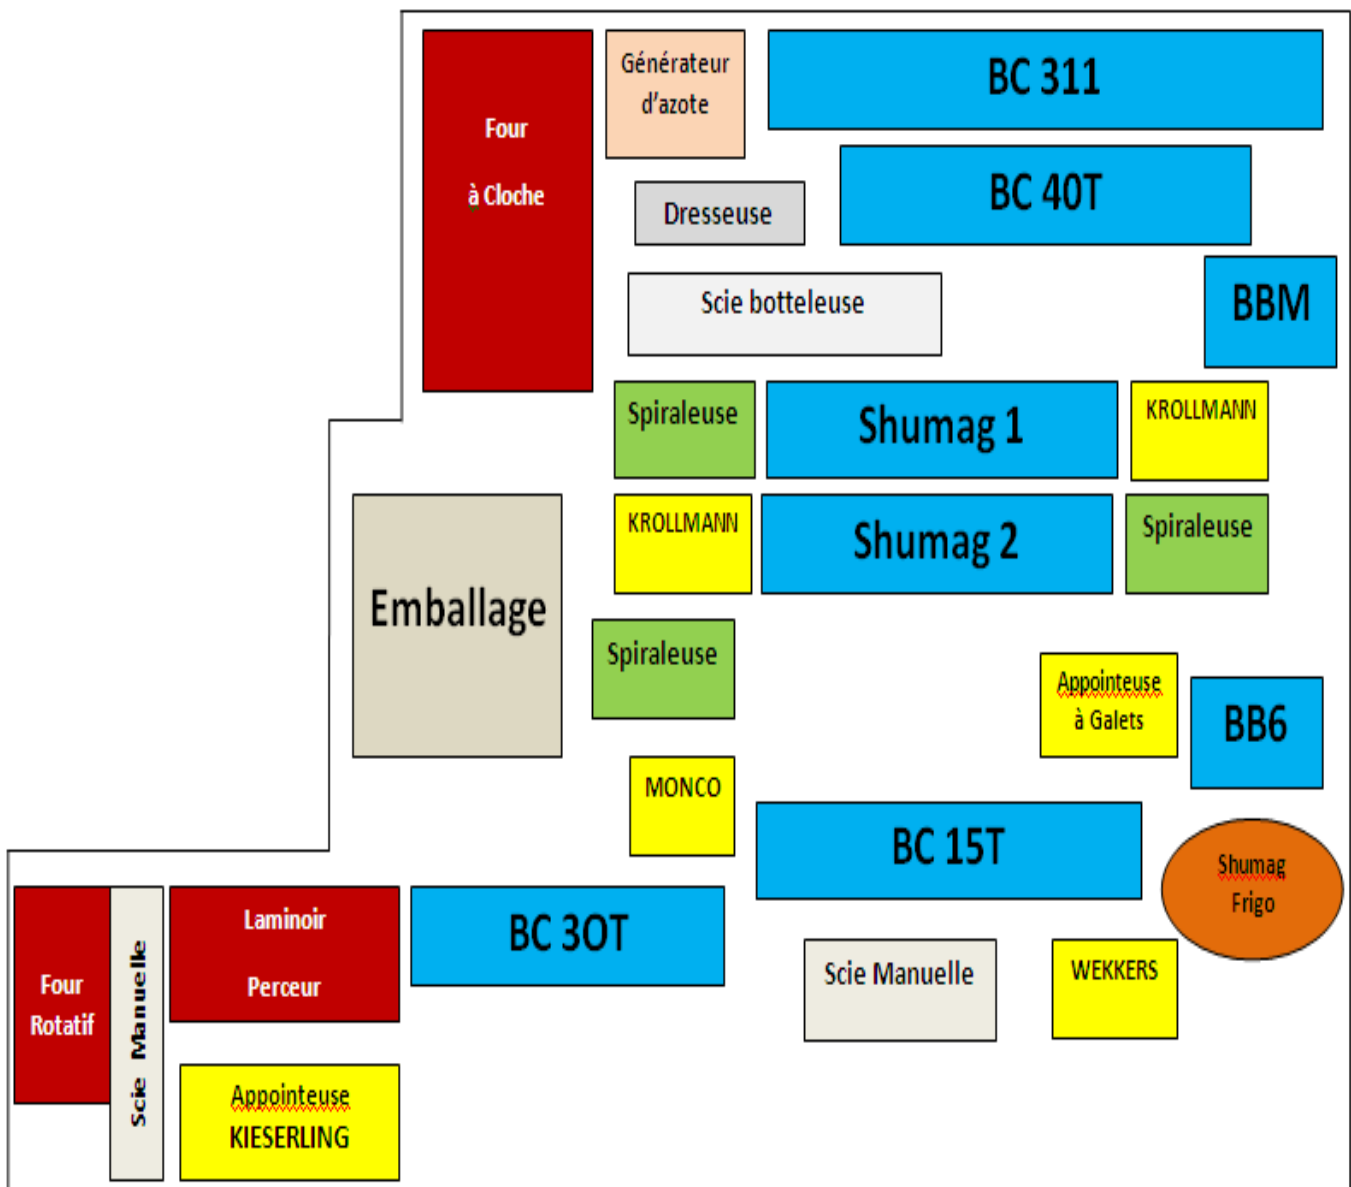 Générateur
d'azote
BC 311
Four
à Cloche
BC 40T
Dresseuse
Scie botteleuse
BBM
Spiraleuse
Shumag 1
KROLLMANN
KROLLMANN
Shumag 2
Spiraleuse
Emballage
Spiraleuse
Appointeuse
à Galets
BB6
MONCO
BC 15T
Shumag
Frigo
Laminoir
Perceur
BC 3OT
Four
Rotatif
Scie Manuelle
Scie Manuelle
WEKKERS
Appointeuse
KIESERLING